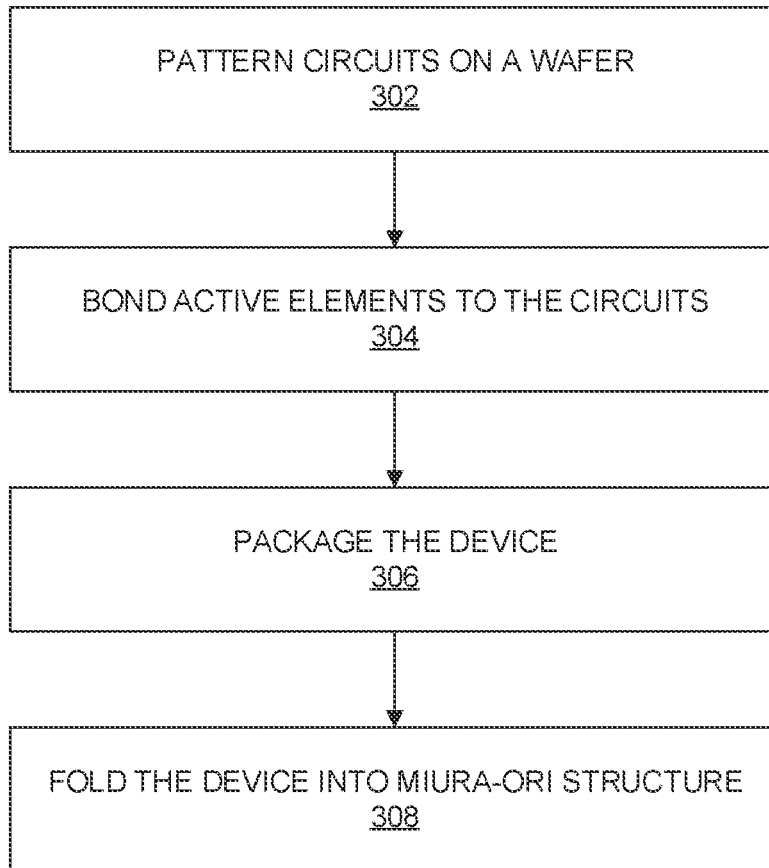 PATTERN CIRCUITS ON A WAFER
302
BOND ACTIVE ELEMENTS TO THE CIRCUITS
304
PACKAGE THE DEVICE
306
FOLD THE DEVICE INTO MIURA-ORI STRUCTURE
308